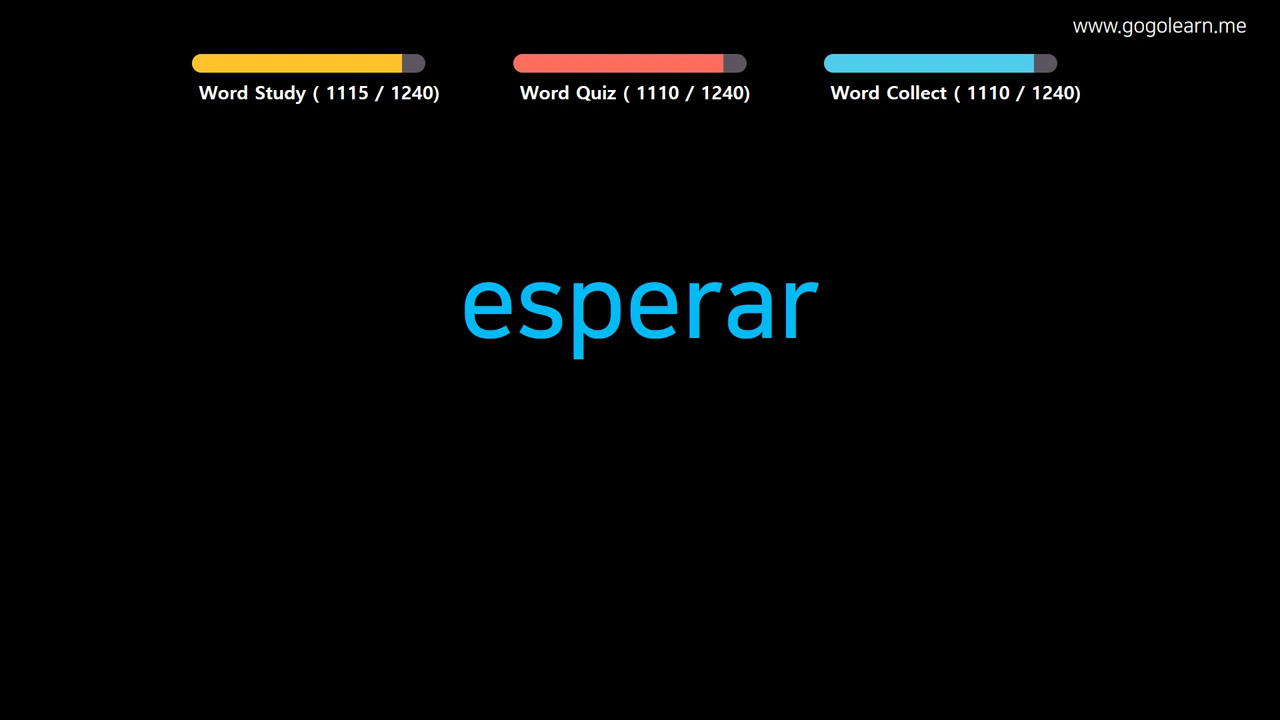 www.gogolearn.me
Word Study ( 1115 / 1240)
Word Quiz ( 1110 / 1240)
Word Collect ( 1110 / 1240)
esperar